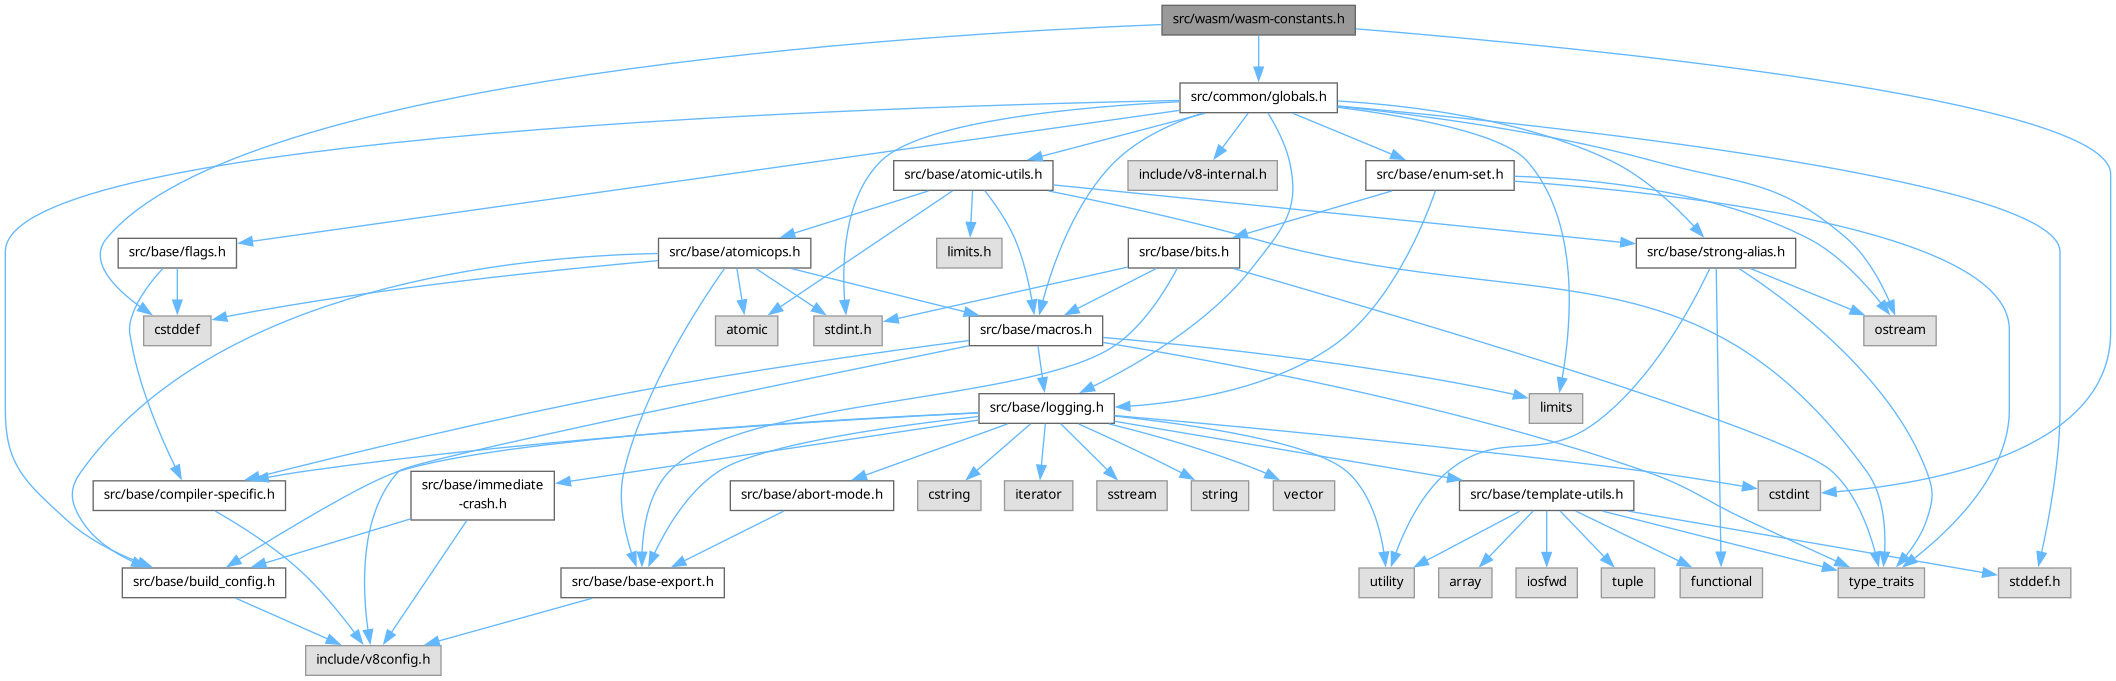 src/wasm/wasm-constants.h
src/common/globals.h
src/base/atomic-utils.h
include/v8-internal.h
src/base/enum-set.h
src/base/flags.h
src/base/atomicops.h
limits.h
src/base/bits.h
src/base/strong-alias.h
cstddef
atomic
stdint.h
src/base/macros.h
ostream
src/base/logging.h
limits
src/base/compiler-specific.h
src/base/immediate
-crash.h
src/base/abort-mode.h
cstring
iterator
sstream
string
vector
src/base/template-utils.h
cstdint
src/base/build_config.h
src/base/base-export.h
utility
array
iosfwd
tuple
functional
type_traits
stddef.h
include/v8config.h